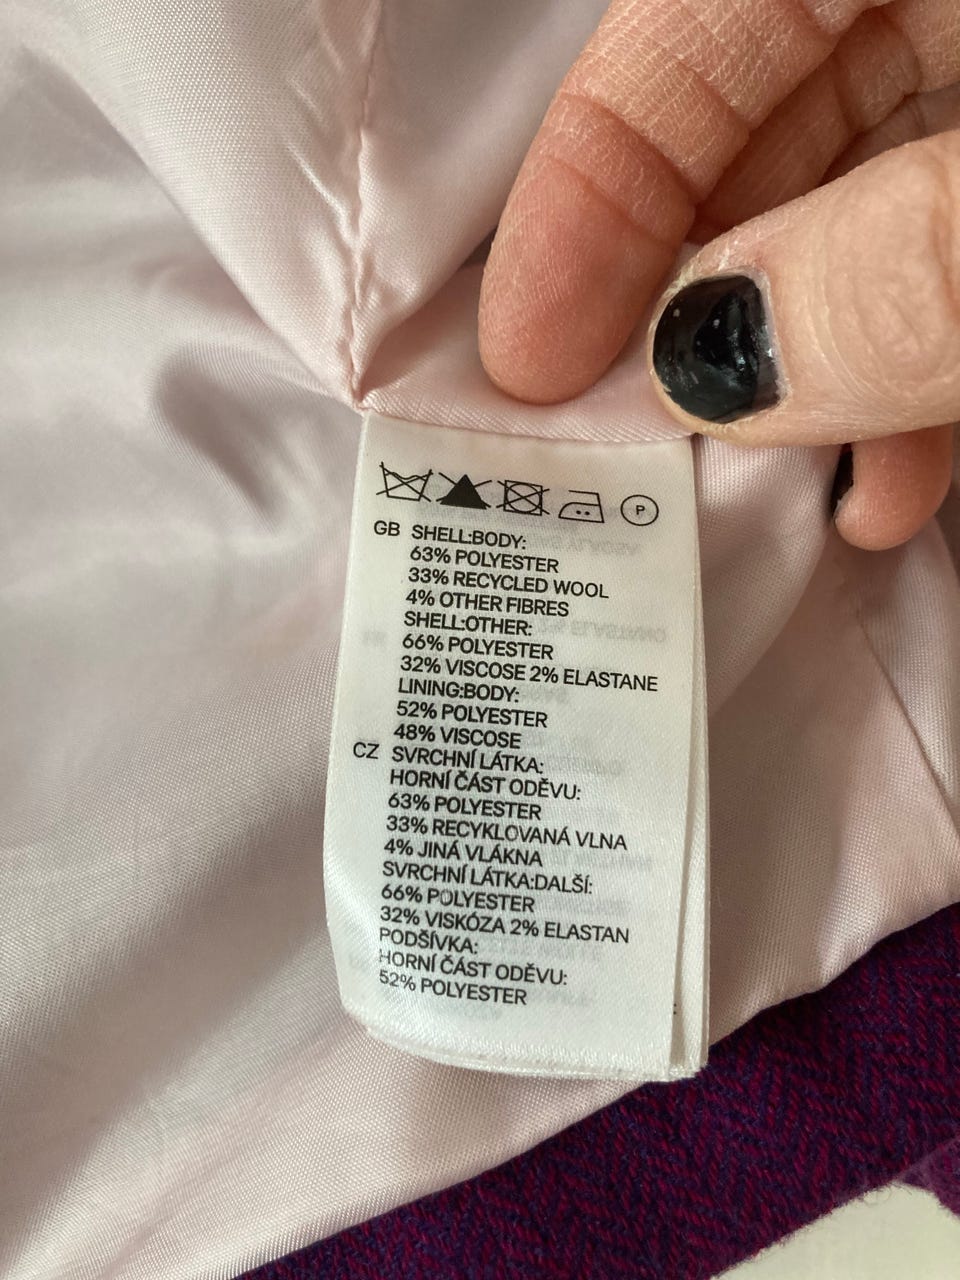 P
GB SHELL:BODY:
63% POLYESTER
33% RECYCLED WOOL
4% OTHER FIBRES
SHELL:OTHER:
66% POLYESTER
32% VISCOSE 2% ELASTANE
LINING:BODY:
52% POLYESTER
48% VISCOSE
CZ SVRCHNÍ LÁTKA:
HORNÍ ČÁST ODĚVU:
63% POLYESTER
33% RECYKLOVANÁ VLNA
4% JINÁ VLÁKNA
SVRCHNÍ LÁTKA:DALŠÍ:
66% POLYESTER
32% VISKÓZA 2% ELASTAN
PODŠÍVKA:
HORNÍ ČÁST ODĚVU:
52% POLYESTER